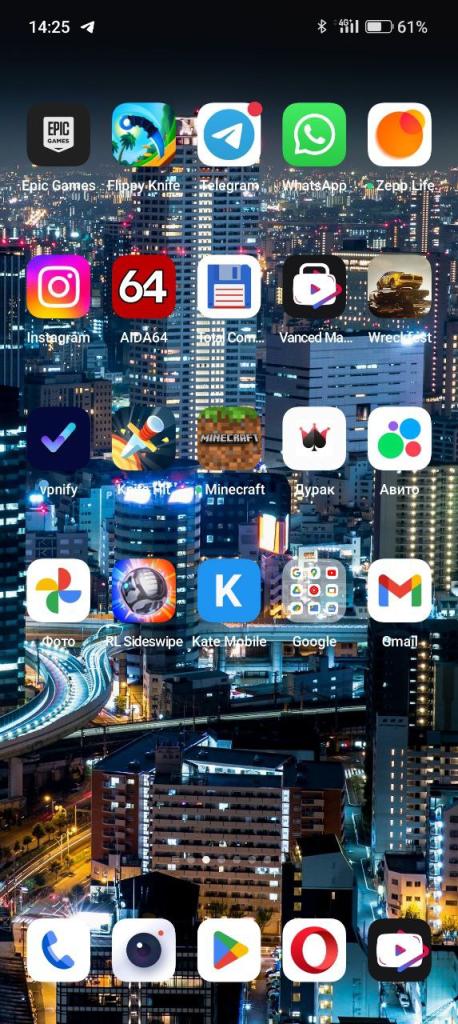 14:25 4G+ 61%
EPIC GAMES
Epic Games Flippy Knife Telegram WhatsApp Zepp Life
64
Instagram AIDA64 Total Com... Vanced Ma... Wreckfest
MINECRAFT
vpnify Knife Hit Minecraft Дурак Авито
K
Фото RL Sideswipe Kate Mobile Google Gmail